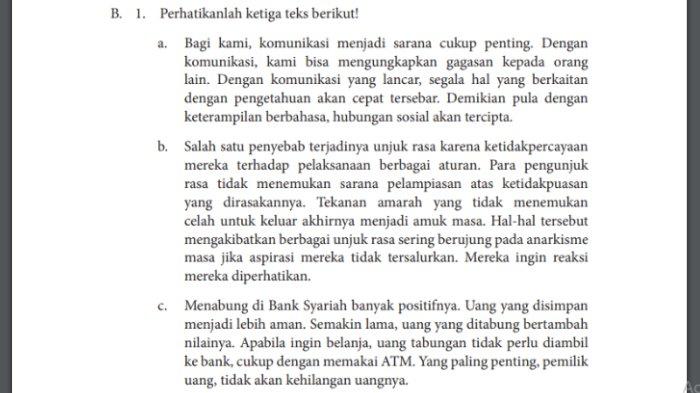 B. 1. Perhatikanlah ketiga teks berikut!
a. Bagi kami, komunikasi menjadi sarana cukup penting. Dengan
komunikasi, kami bisa mengungkapkan gagasan kepada orang
lain. Dengan komunikasi yang lancar, segala hal yang berkaitan
dengan pengetahuan akan cepat tersebar. Demikian pula dengan
keterampilan berbahasa, hubungan sosial akan tercipta.
b. Salah satu penyebab terjadinya unjuk rasa karena ketidakpercayaan
mereka terhadap pelaksanaan berbagai aturan. Para pengunjuk
rasa tidak menemukan sarana pelampiasan atas ketidakpuasan
yang dirasakannya. Tekanan amarah yang tidak menemukan
celah untuk keluar akhirnya menjadi amuk masa. Hal-hal tersebut
mengakibatkan berbagai unjuk rasa sering berujung pada anarkisme
masa jika aspirasi mereka tidak tersalurkan. Mereka ingin reaksi
mereka diperhatikan.
c. Menabung di Bank Syariah banyak positifnya. Uang yang disimpan
menjadi lebih aman. Semakin lama, uang yang ditabung bertambah
nilainya. Apabila ingin belanja, uang tabungan tidak perlu diambil
ke bank, cukup dengan memakai ATM. Yang paling penting, pemilik
uang, tidak akan kehilangan uangnya.